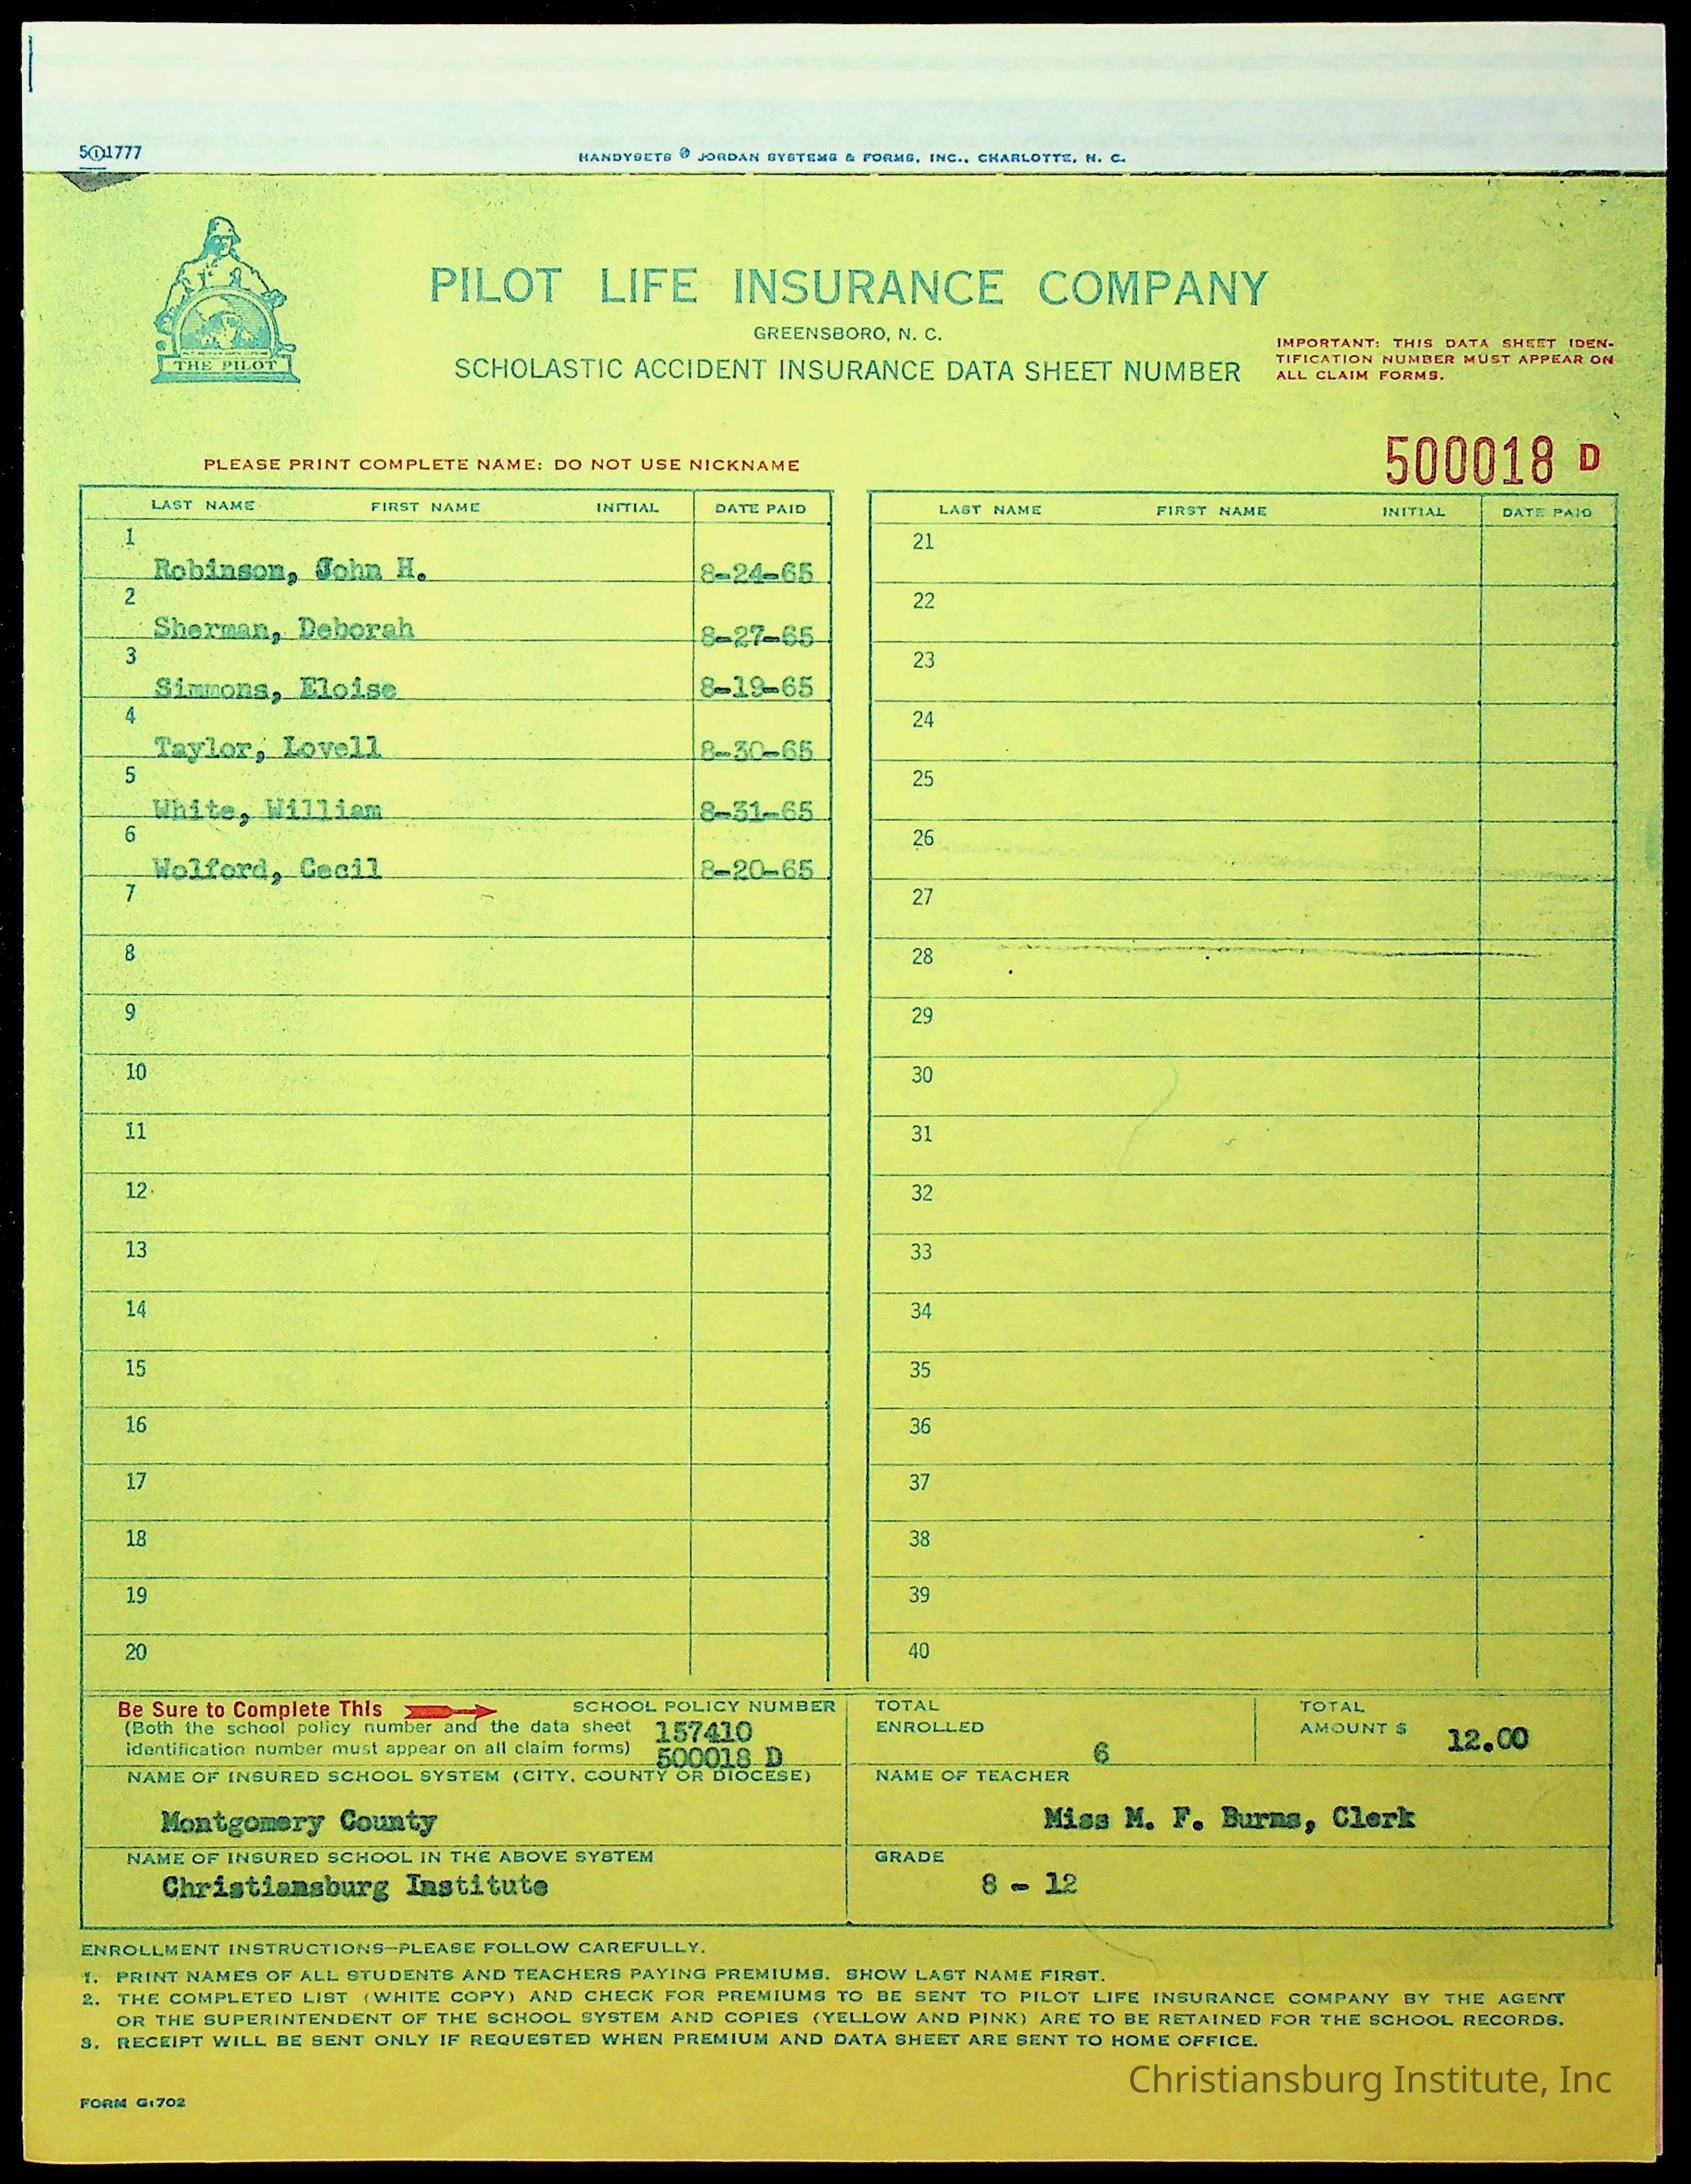 5①1777
HANDYSETS ® JORDAN SYSTEMS & FORMS, INC., CHARLOTTE, N. C.
THE PILOT
PILOT LIFE INSURANCE COMPANY
GREENSBORO, N. C.
SCHOLASTIC ACCIDENT INSURANCE DATA SHEET NUMBER
IMPORTANT: THIS DATA SHEET IDEN-
TIFICATION NUMBER MUST APPEAR ON
ALL CLAIM FORMS.
500018 D
PLEASE PRINT COMPLETE NAME: DO NOT USE NICKNAME
LAST NAME FIRST NAME INITIAL DATE PAID
1 Robinson, John H. 8-24-65
2 Sherman, Deborah 8-27-65
3 Simmons, Eloise 8-19-65
4 Taylor, Lovell 8-30-65
5 White, William 8-31-65
6 Wolford, Cecil 8-20-65
7
8
9
10
11
12
13
14
15
16
17
18
19
20
LAST NAME FIRST NAME INITIAL DATE PAID
21
22
23
24
25
26
27
28
29
30
31
32
33
34
35
36
37
38
39
40
Be Sure to Complete This
(Both the school policy number and the data sheet
identification number must appear on all claim forms)
SCHOOL POLICY NUMBER
157410
500018 D
TOTAL
ENROLLED
6
TOTAL
AMOUNT $ 12.00
NAME OF INSURED SCHOOL SYSTEM (CITY, COUNTY OR DIOCESE)
Montgomery County
NAME OF TEACHER
Miss M. F. Burns, Clerk
NAME OF INSURED SCHOOL IN THE ABOVE SYSTEM
Christiansburg Institute
GRADE
8 - 12
ENROLLMENT INSTRUCTIONS—PLEASE FOLLOW CAREFULLY.
1. PRINT NAMES OF ALL STUDENTS AND TEACHERS PAYING PREMIUMS. SHOW LAST NAME FIRST.
2. THE COMPLETED LIST (WHITE COPY) AND CHECK FOR PREMIUMS TO BE SENT TO PILOT LIFE INSURANCE COMPANY BY THE AGENT
OR THE SUPERINTENDENT OF THE SCHOOL SYSTEM AND COPIES (YELLOW AND PINK) ARE TO BE RETAINED FOR THE SCHOOL RECORDS.
3. RECEIPT WILL BE SENT ONLY IF REQUESTED WHEN PREMIUM AND DATA SHEET ARE SENT TO HOME OFFICE.
Christiansburg Institute, Inc
FORM G1702